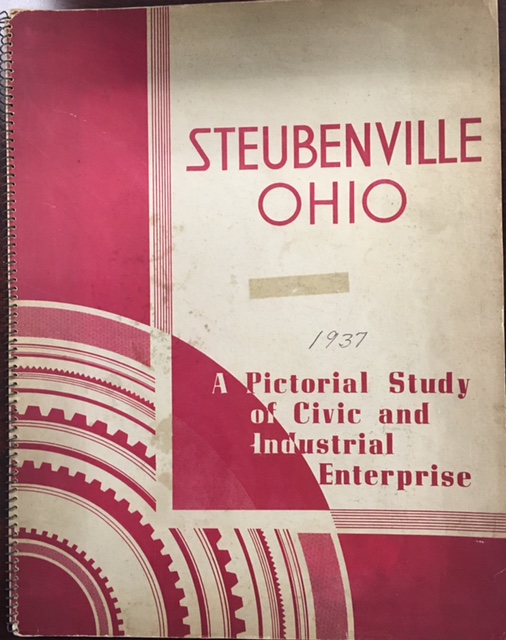 STEUBENVILLE
OHIO
1937
A Pictorial Study
of Civic and
Industrial
Enterprise